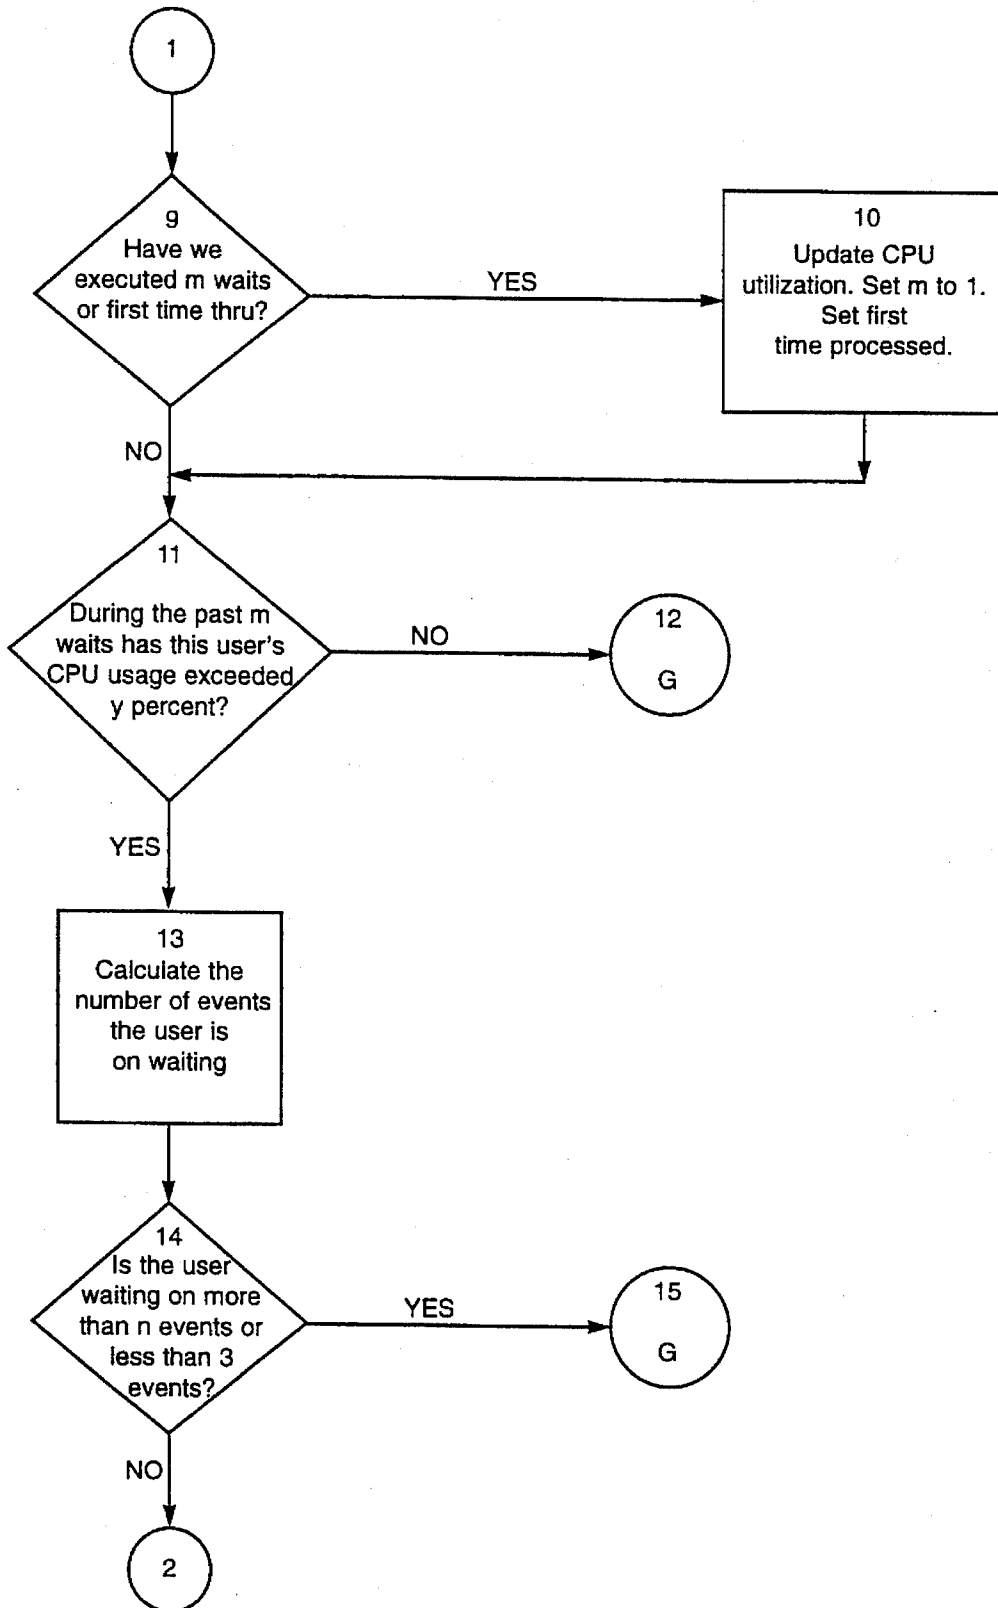 1
9
Have we
executed m waits
or first time thru?
YES
10
Update CPU
utilization. Set m to 1.
Set first
time processed.
NO
11
During the past m
waits has this user's
CPU usage exceeded
y percent?
NO
12
G
YES
13
Calculate the
number of events
the user is
on waiting
14
Is the user
waiting on more
than n events or
less than 3
events?
YES
15
G
NO
2